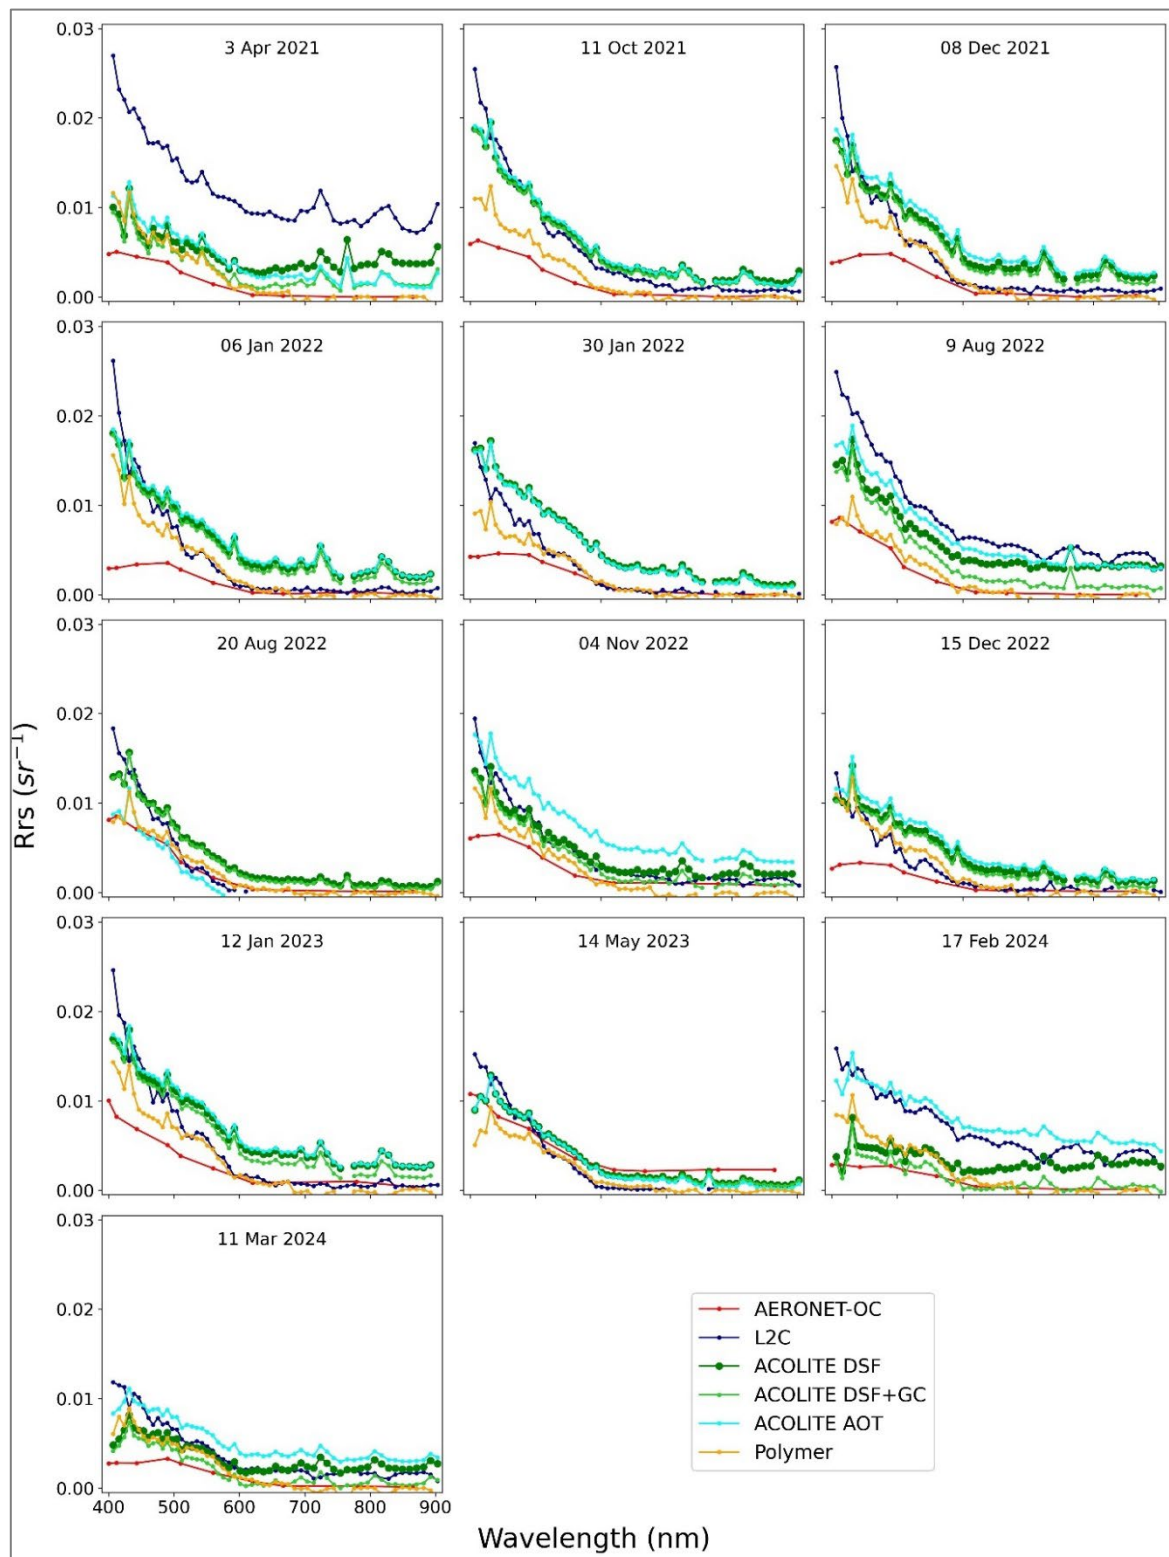 0.03
0.02
0.01
0.00
3 Apr 2021
11 Oct 2021
08 Dec 2021
0.03
0.02
0.01
0.00
06 Jan 2022
30 Jan 2022
9 Aug 2022
0.03
0.02
0.01
0.00
20 Aug 2022
04 Nov 2022
15 Dec 2022
Rrs (sr⁻¹)
0.03
0.02
0.01
0.00
12 Jan 2023
14 May 2023
17 Feb 2024
0.03
0.02
0.01
0.00
11 Mar 2024
400 500 600 700 800 900
Wavelength (nm)
AERONET-OC
L2C
ACOLITE DSF
ACOLITE DSF+GC
ACOLITE AOT
Polymer